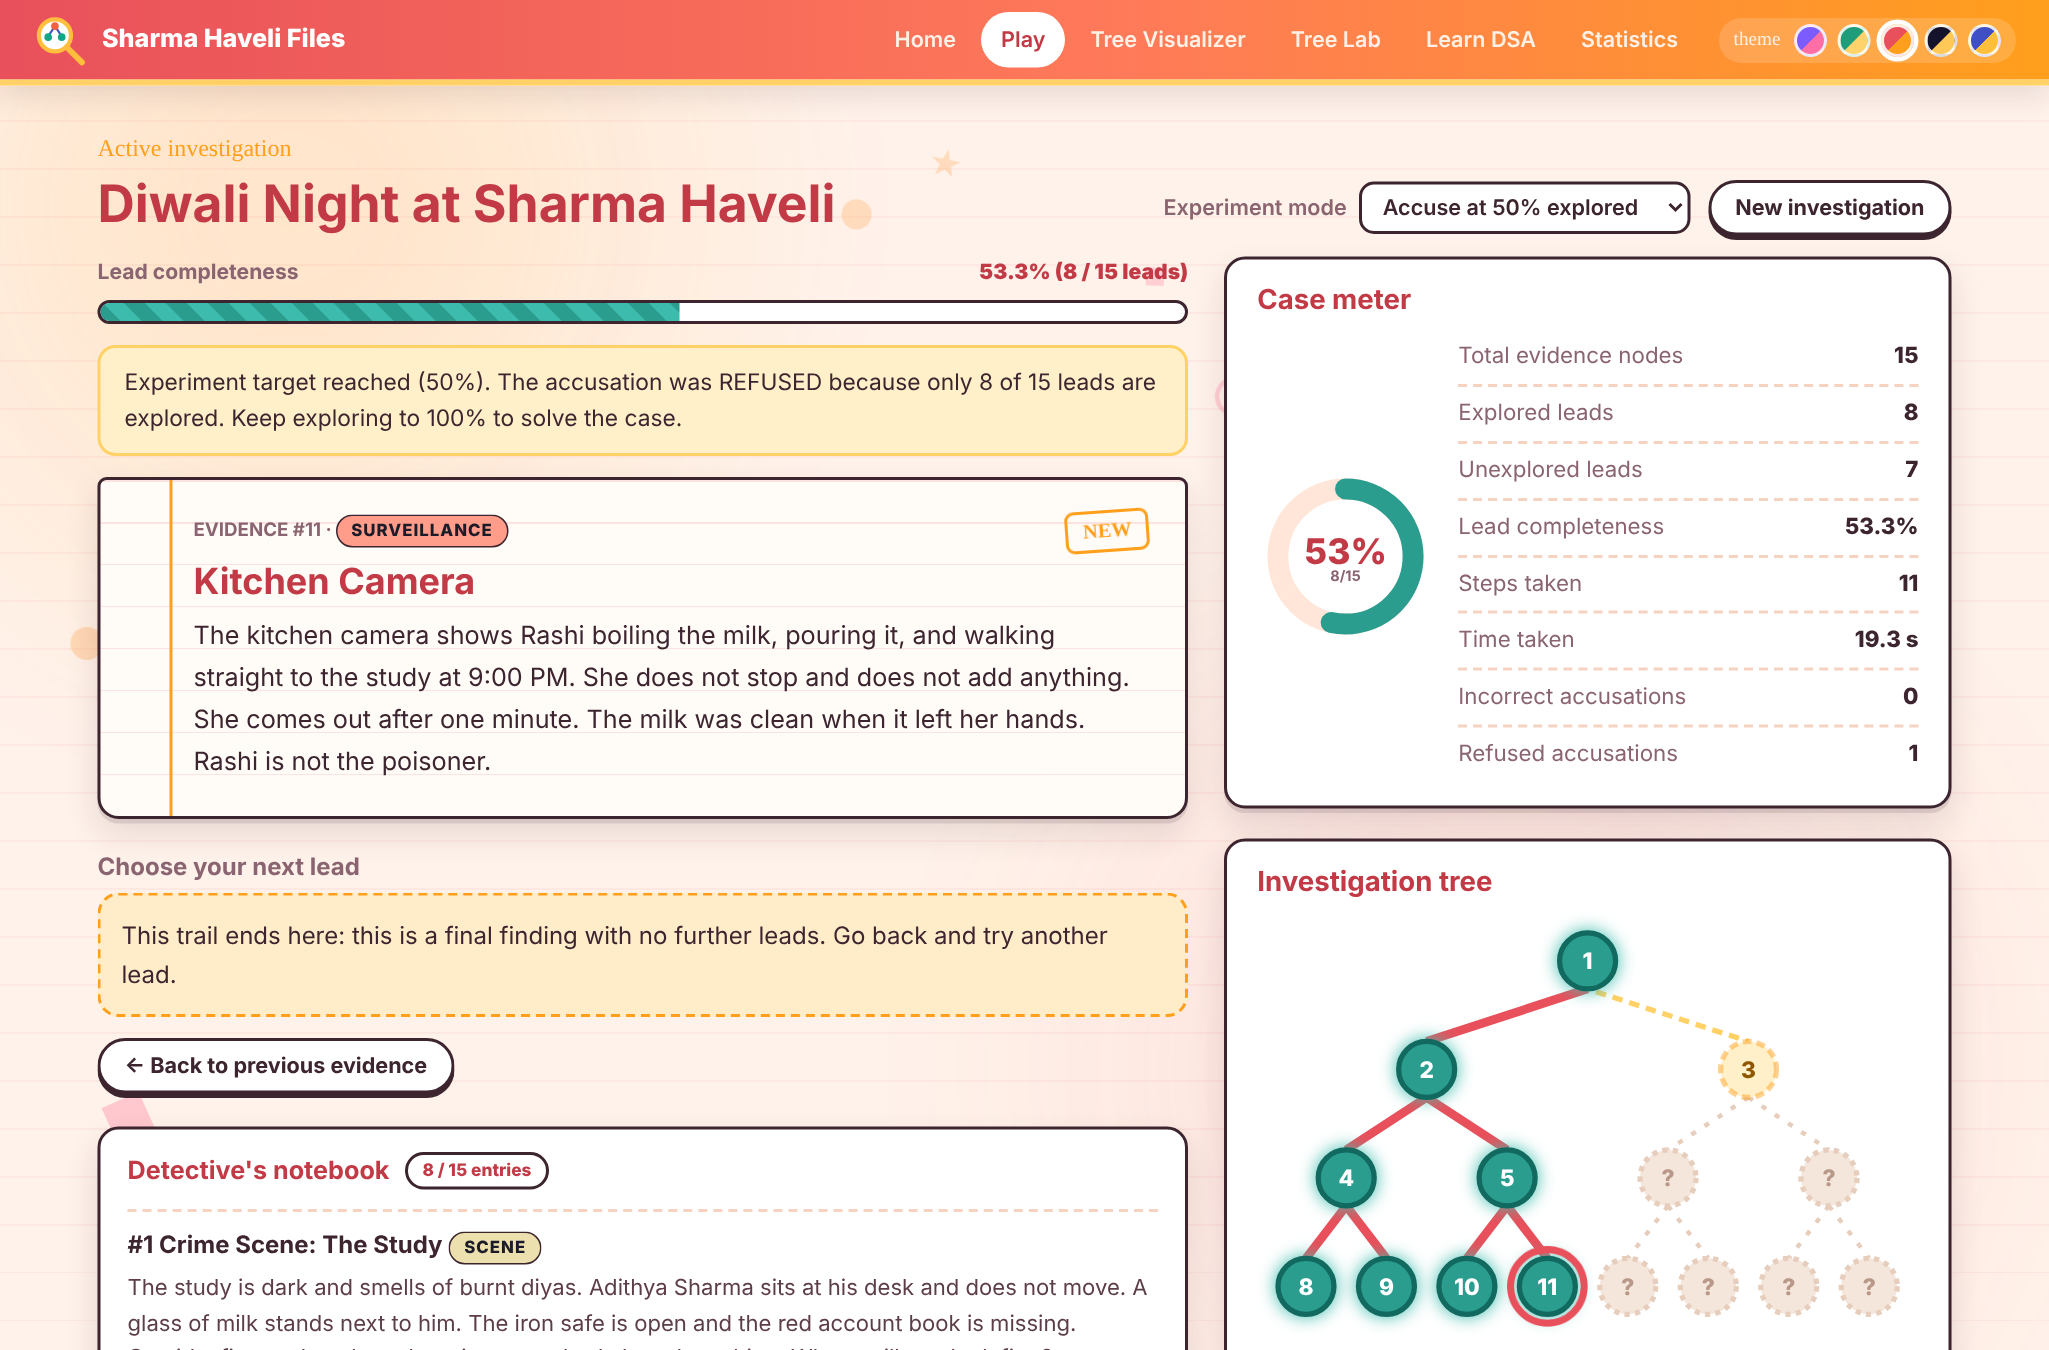 Sharma Haveli Files
Home
Play
Tree Visualizer
Tree Lab
Learn DSA
Statistics
theme
Active investigation
Diwali Night at Sharma Haveli
Experiment mode
Accuse at 50% explored
New investigation
Lead completeness
53.3% (8 / 15 leads)
Experiment target reached (50%). The accusation was REFUSED because only 8 of 15 leads are
explored. Keep exploring to 100% to solve the case.
EVIDENCE #11 · SURVEILLANCE
NEW
Kitchen Camera
The kitchen camera shows Rashi boiling the milk, pouring it, and walking
straight to the study at 9:00 PM. She does not stop and does not add anything.
She comes out after one minute. The milk was clean when it left her hands.
Rashi is not the poisoner.
Choose your next lead
This trail ends here: this is a final finding with no further leads. Go back and try another
lead.
← Back to previous evidence
Detective's notebook
8 / 15 entries
#1 Crime Scene: The Study SCENE
The study is dark and smells of burnt diyas. Adithya Sharma sits at his desk and does not move. A
glass of milk stands next to him. The iron safe is open and the red account book is missing.
Case meter
53%
8/15
Total evidence nodes 15
Explored leads 8
Unexplored leads 7
Lead completeness 53.3%
Steps taken 11
Time taken 19.3 s
Incorrect accusations 0
Refused accusations 1
Investigation tree
1
2 3
4 5 ? ?
8 9 10 11 ? ? ? ?